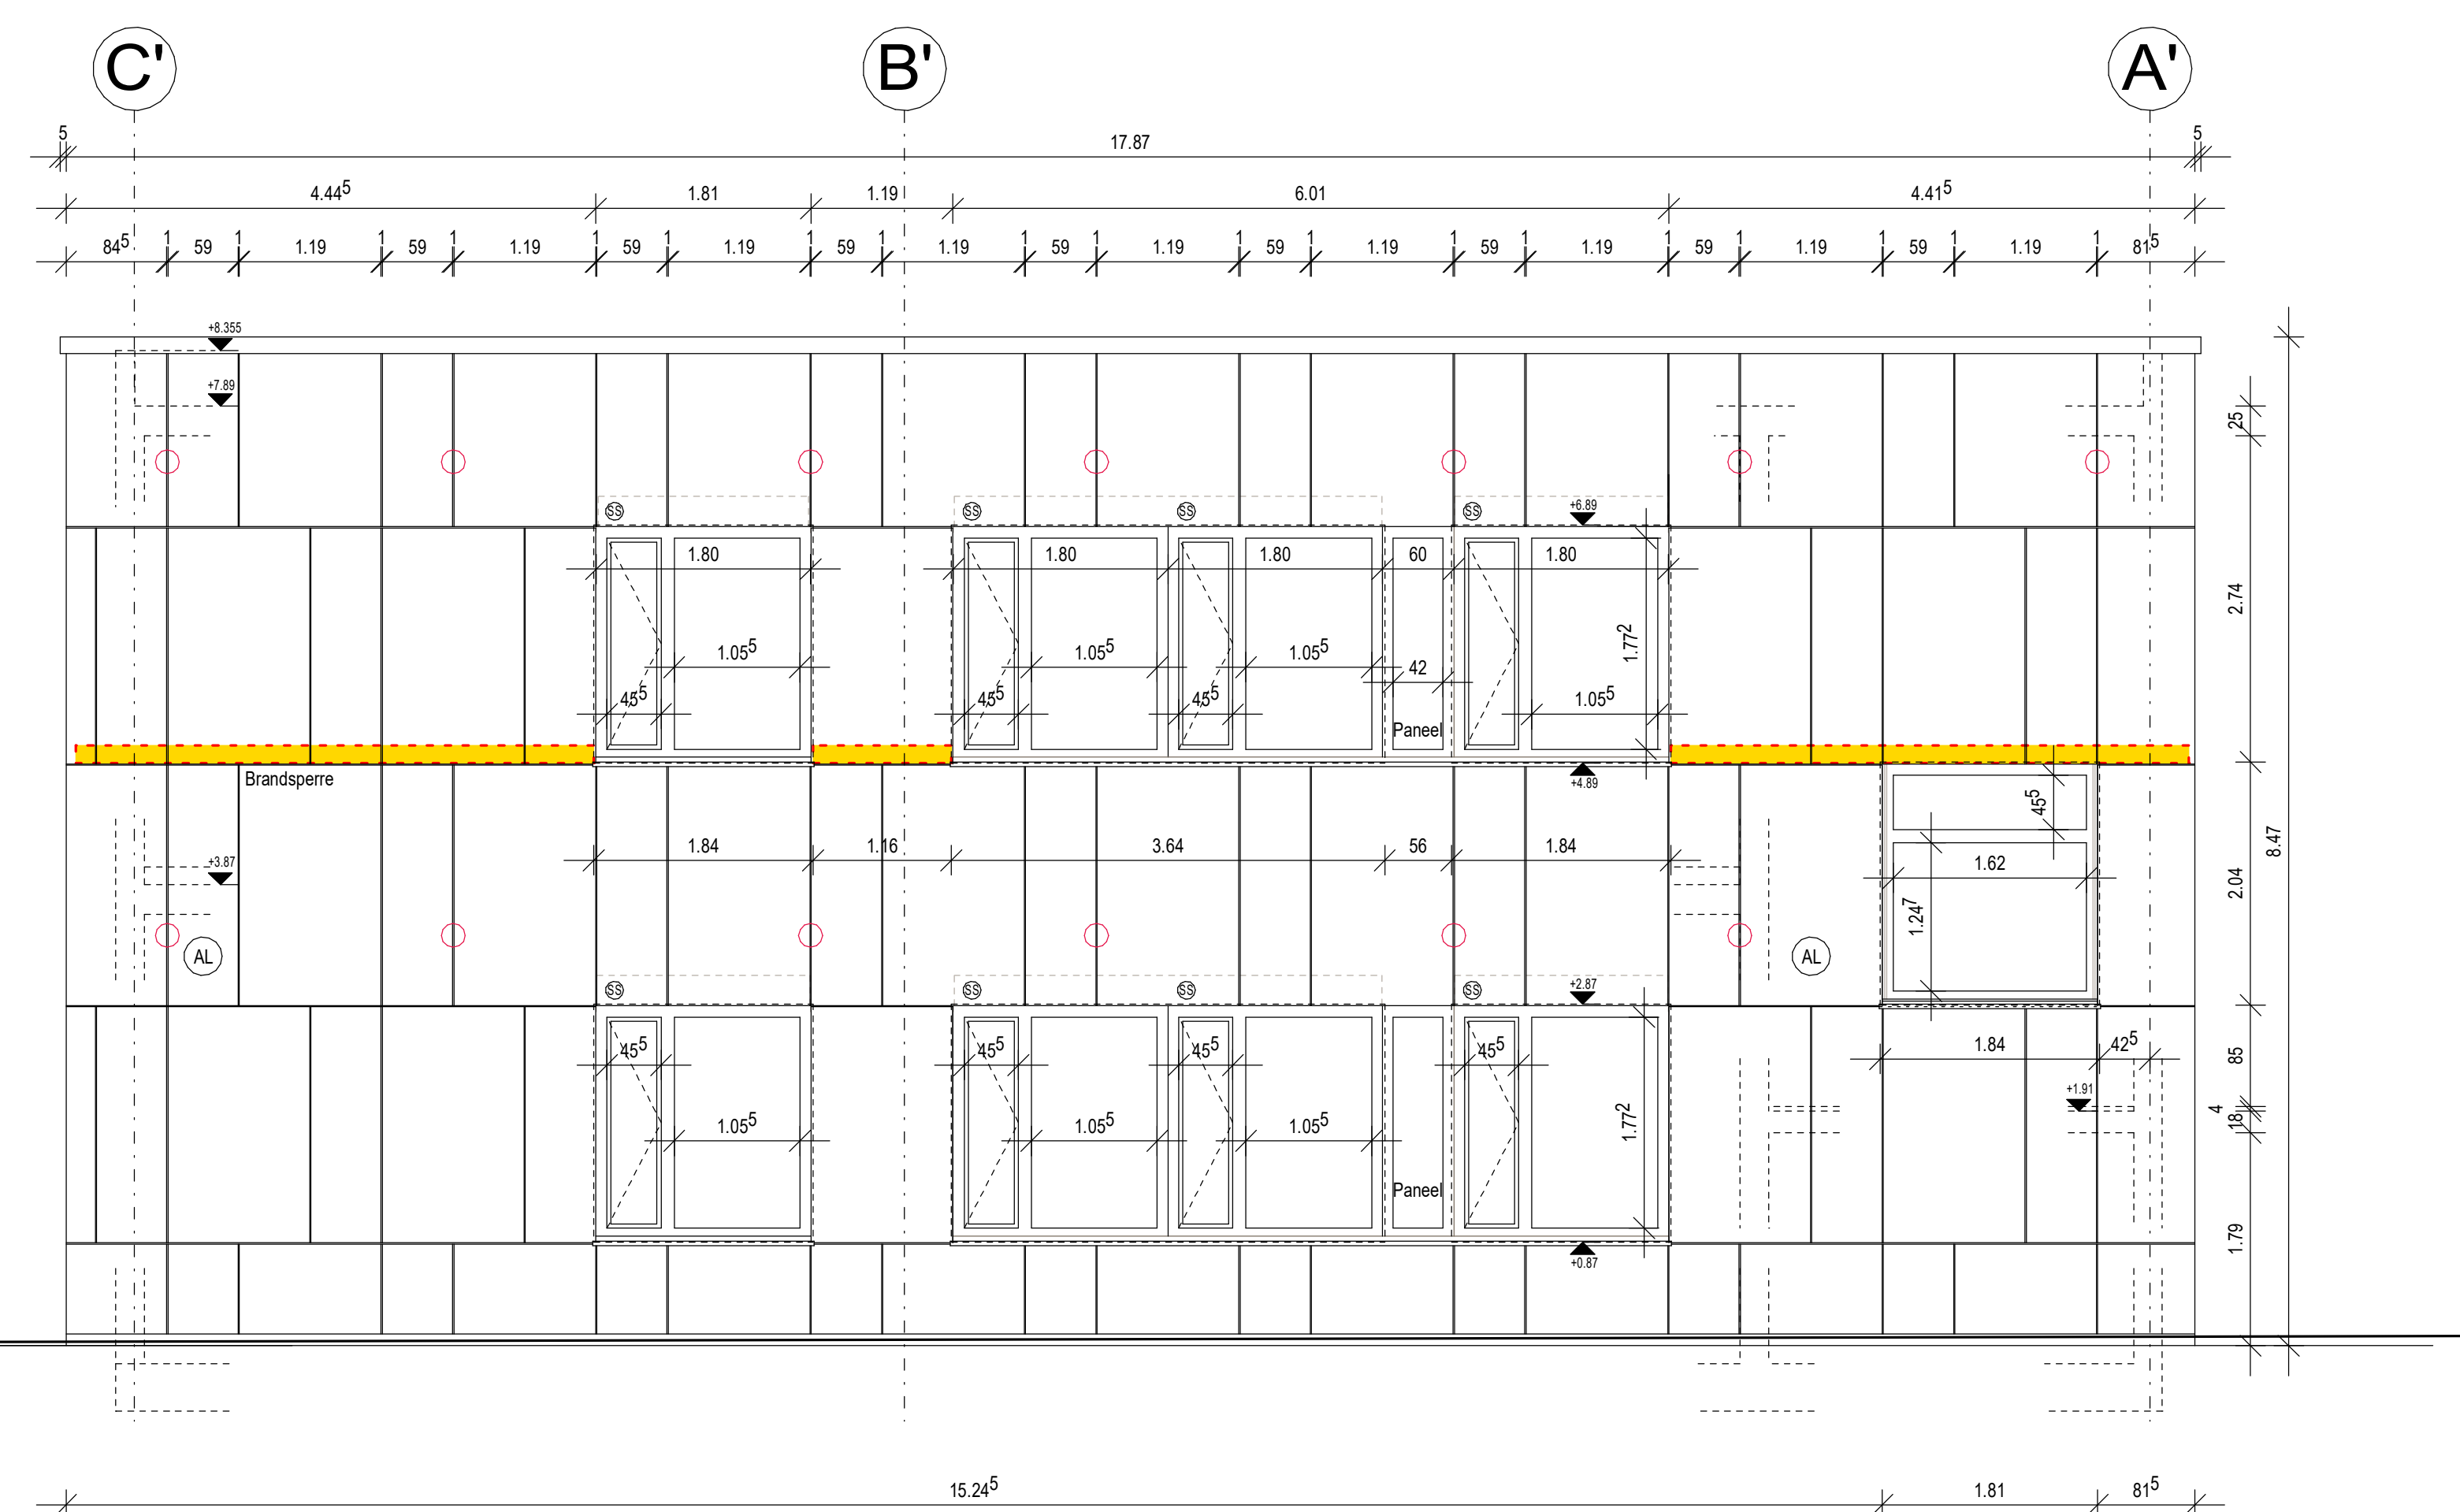 C' B' A'
5 17.87 5
4.44⁵ 1.81 1.19 6.01 4.41⁵
84⁵ 1 59 1 1.19 1 59 1 1.19 1 59 1 1.19 1 59 1 1.19 1 59 1 1.19 1 59 1 1.19 1 59 1 1.19 1 59 1 1.19 1 59 1 1.19 1 81⁵
+8.355
+7.89
25
SS SS SS SS +6.89
1.80 1.80 1.80 60 1.80
2.74
1.05⁵ 1.05⁵ 1.05⁵ 42 1.77²
45⁵ 45⁵ 45⁵ 1.05⁵
Paneel
Brandsperre +4.89
45⁵
8.47
1.84 1.16 3.64 56 1.84
+3.87 1.62
2.04
1.24⁷
AL AL
SS SS SS +2.87
SS
45⁵ 45⁵ 45⁵ 45⁵ 1.84 42⁵ 85
+1.91
4
18
1.05⁵ 1.05⁵ 1.05⁵ 1.77²
Paneel
1.79
+0.87
15.24⁵ 1.81 81⁵